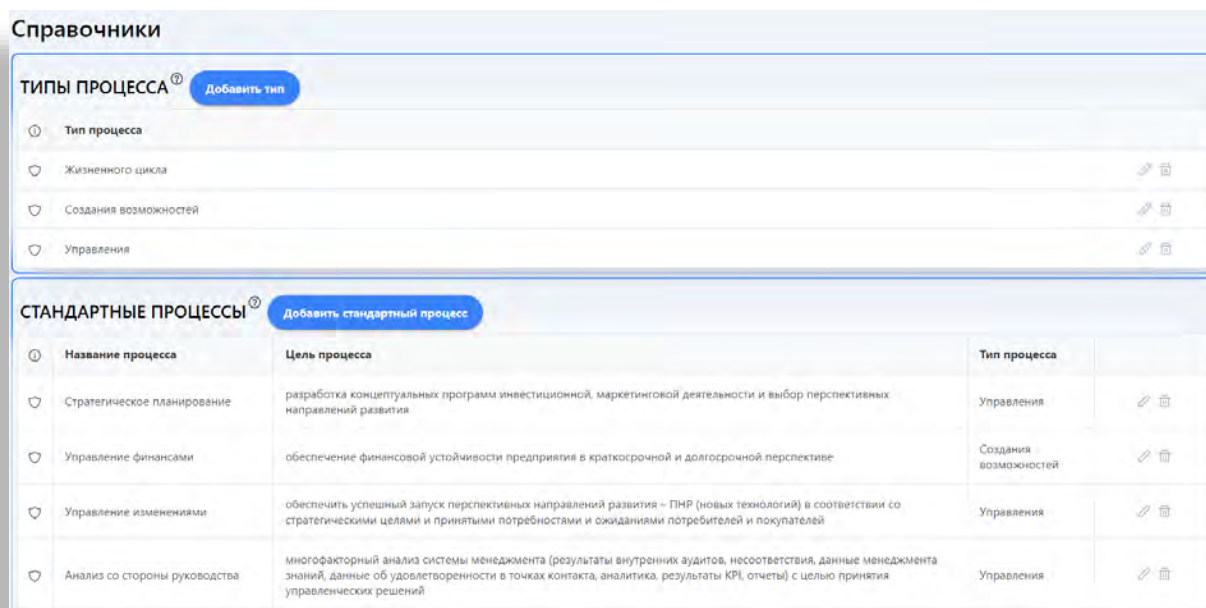 Справочники
ТИПЫ ПРОЦЕССА
Добавить тип
Тип процесса
Жизненного цикла
Создания возможностей
Управления
СТАНДАРТНЫЕ ПРОЦЕССЫ
Добавить стандартный процесс
Название процесса
Цель процесса
Тип процесса
Стратегическое планирование
разработка концептуальных программ инвестиционной, маркетинговой деятельности и выбор перспективных
направлений развития
Управления
Управление финансами
обеспечение финансовой устойчивости предприятия в краткосрочной и долгосрочной перспективе
Создания
возможностей
Управление изменениями
обеспечить успешный запуск перспективных направлений развития – ПНР (новых технологий) в соответствии со
стратегическими целями и принятыми потребностями и ожиданиями потребителей и покупателей
Управления
Анализ со стороны руководства
многофакторный анализ системы менеджмента (результаты внутренних аудитов, несоответствия, данные менеджмента
знаний, данные об удовлетворенности в точках контакта, аналитика, результаты KPI, отчеты) с целью принятия
управленческих решений
Управления